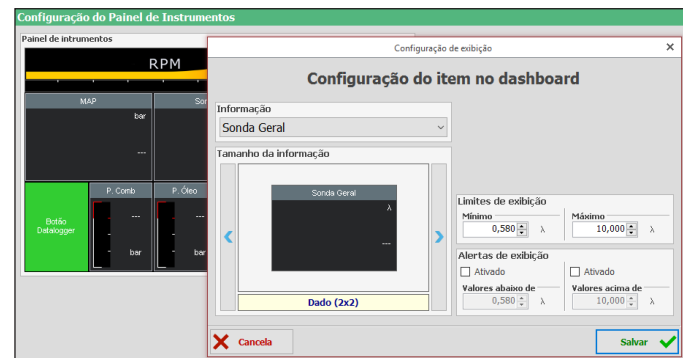 Configuração do Painel de Instrumentos
Painel de intrumentos
RPM
MAP
bar
---
Botão
Datalogger
P. Comb
---
bar
P. Óleo
---
bar
Configuração de exibição
Configuração do item no dashboard
Informação
Sonda Geral
Tamanho da informação
Sonda Geral
λ
---
Dado (2x2)
Limites de exibição
Mínimo
0,580 λ
Máximo
10,000 λ
Alertas de exibição
Ativado
Valores abaixo de
0,580 λ
Ativado
Valores acima de
10,000 λ
Cancela
Salvar